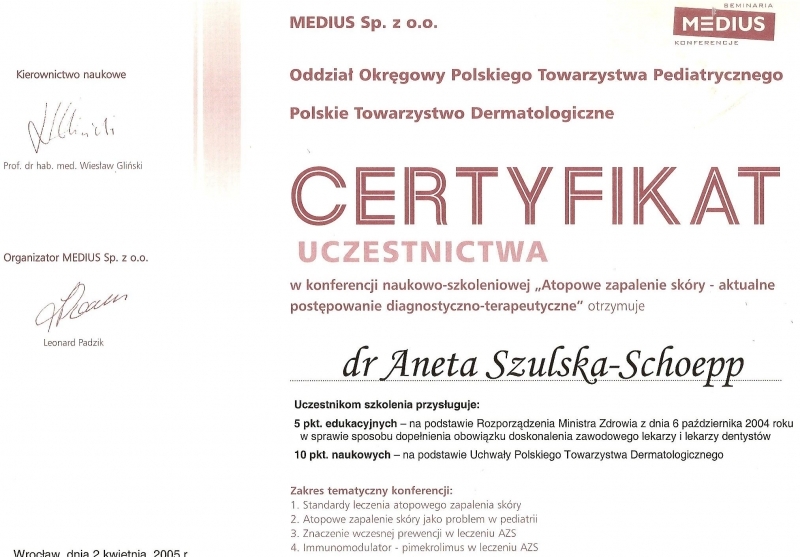 MEDIUS Sp. z o.o.
SEMINARIA
MEDIUS
KONFERENCJE
Oddział Okręgowy Polskiego Towarzystwa Pediatrycznego
Polskie Towarzystwo Dermatologiczne
Kierownictwo naukowe
Prof. dr hab. med. Wiesław Gliński
Organizator MEDIUS Sp. z o.o.
Leonard Padzik
CERTYFIKAT
UCZESTNICTWA
w konferencji naukowo-szkoleniowej „Atopowe zapalenie skóry - aktualne
postępowanie diagnostyczno-terapeutyczne” otrzymuje
dr Aneta Szulska-Schoepp
Uczestnikom szkolenia przysługuje:
5 pkt. edukacyjnych – na podstawie Rozporządzenia Ministra Zdrowia z dnia 6 października 2004 roku
w sprawie sposobu dopełnienia obowiązku doskonalenia zawodowego lekarzy i lekarzy dentystów
10 pkt. naukowych – na podstawie Uchwały Polskiego Towarzystwa Dermatologicznego
Zakres tematyczny konferencji:
1. Standardy leczenia atopowego zapalenia skóry
2. Atopowe zapalenie skóry jako problem w pediatrii
3. Znaczenie wczesnej prewencji w leczeniu AZS
4. Immunomodulator - pimekrolimus w leczeniu AZS
Wrocław, dnia 2 kwietnia, 2005 r